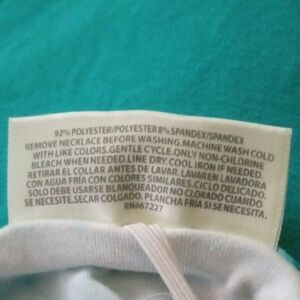 92% POLYESTER/POLYESTER 8% SPANDEX/SPANDEX
REMOVE NECKLACE BEFORE WASHING.MACHINE WASH COLD
WITH LIKE COLORS.GENTLE CYCLE.ONLY NON-CHLORINE
BLEACH WHEN NEEDED.LINE DRY. COOL IRON IF NEEDED.
RETIRAR EL COLLAR ANTES DE LAVAR. LAVAREN LAVADORA
CON AGUA FRÍA CON COLORES SIMILARES.CICLO DELICADO.
SOLO DEBE USARSE BLANQUEADOR NO CLORADO CUANDO
SE NECESITE.SECAR COLGADO. PLANCHA FRÍA SI SE NECESITA.
RN#67227